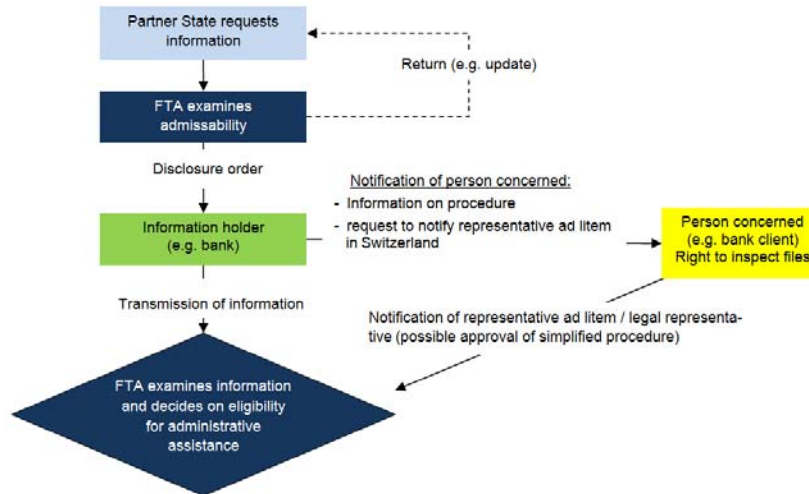 Partner State requests
information
Return (e.g. update)
FTA examines
admissability
Disclosure order
Notification of person concerned:
- Information on procedure
- request to notify representative ad litem
in Switzerland
Information holder
(e.g. bank)
Person concerned
(e.g. bank client)
Right to inspect files
Transmission of information
Notification of representative ad litem / legal representa-
tive (possible approval of simplified procedure)
FTA examines information
and decides on eligibility
for administrative
assistance